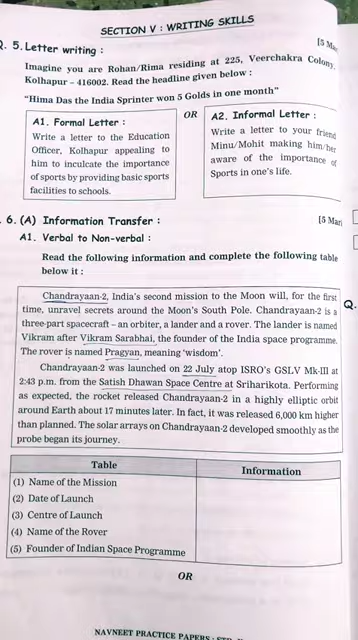 SECTION V : WRITING SKILLS
Q. 5. Letter writing :
[5 Mar
Imagine you are Rohan/Rima residing at 225, Veerchakra Colony,
Kolhapur – 416002. Read the headline given below :
"Hima Das the India Sprinter won 5 Golds in one month"
A1. Formal Letter :
Write a letter to the Education
Officer, Kolhapur appealing to
him to inculcate the importance
of sports by providing basic sports
facilities to schools.
OR
A2. Informal Letter :
Write a letter to your friend
Minu/Mohit making him/her
aware of the importance of
Sports in one's life.
. 6. (A) Information Transfer :
[5 Mar
A1. Verbal to Non-verbal :
Read the following information and complete the following table
below it :
Chandrayaan-2, India's second mission to the Moon will, for the first
time, unravel secrets around the Moon's South Pole. Chandrayaan-2 is a
three-part spacecraft – an orbiter, a lander and a rover. The lander is named
Vikram after Vikram Sarabhai, the founder of the India space programme.
The rover is named Pragyan, meaning 'wisdom'.
Chandrayaan-2 was launched on 22 July atop ISRO's GSLV Mk-III at
2:43 p.m. from the Satish Dhawan Space Centre at Sriharikota. Performing
as expected, the rocket released Chandrayaan-2 in a highly elliptic orbit
around Earth about 17 minutes later. In fact, it was released 6,000 km higher
than planned. The solar arrays on Chandrayaan-2 developed smoothly as the
probe began its journey.
Q.
Table
Information
(1) Name of the Mission
(2) Date of Launch
(3) Centre of Launch
(4) Name of the Rover
(5) Founder of Indian Space Programme
OR
NAVNEET PRACTICE PAPERS : STD.